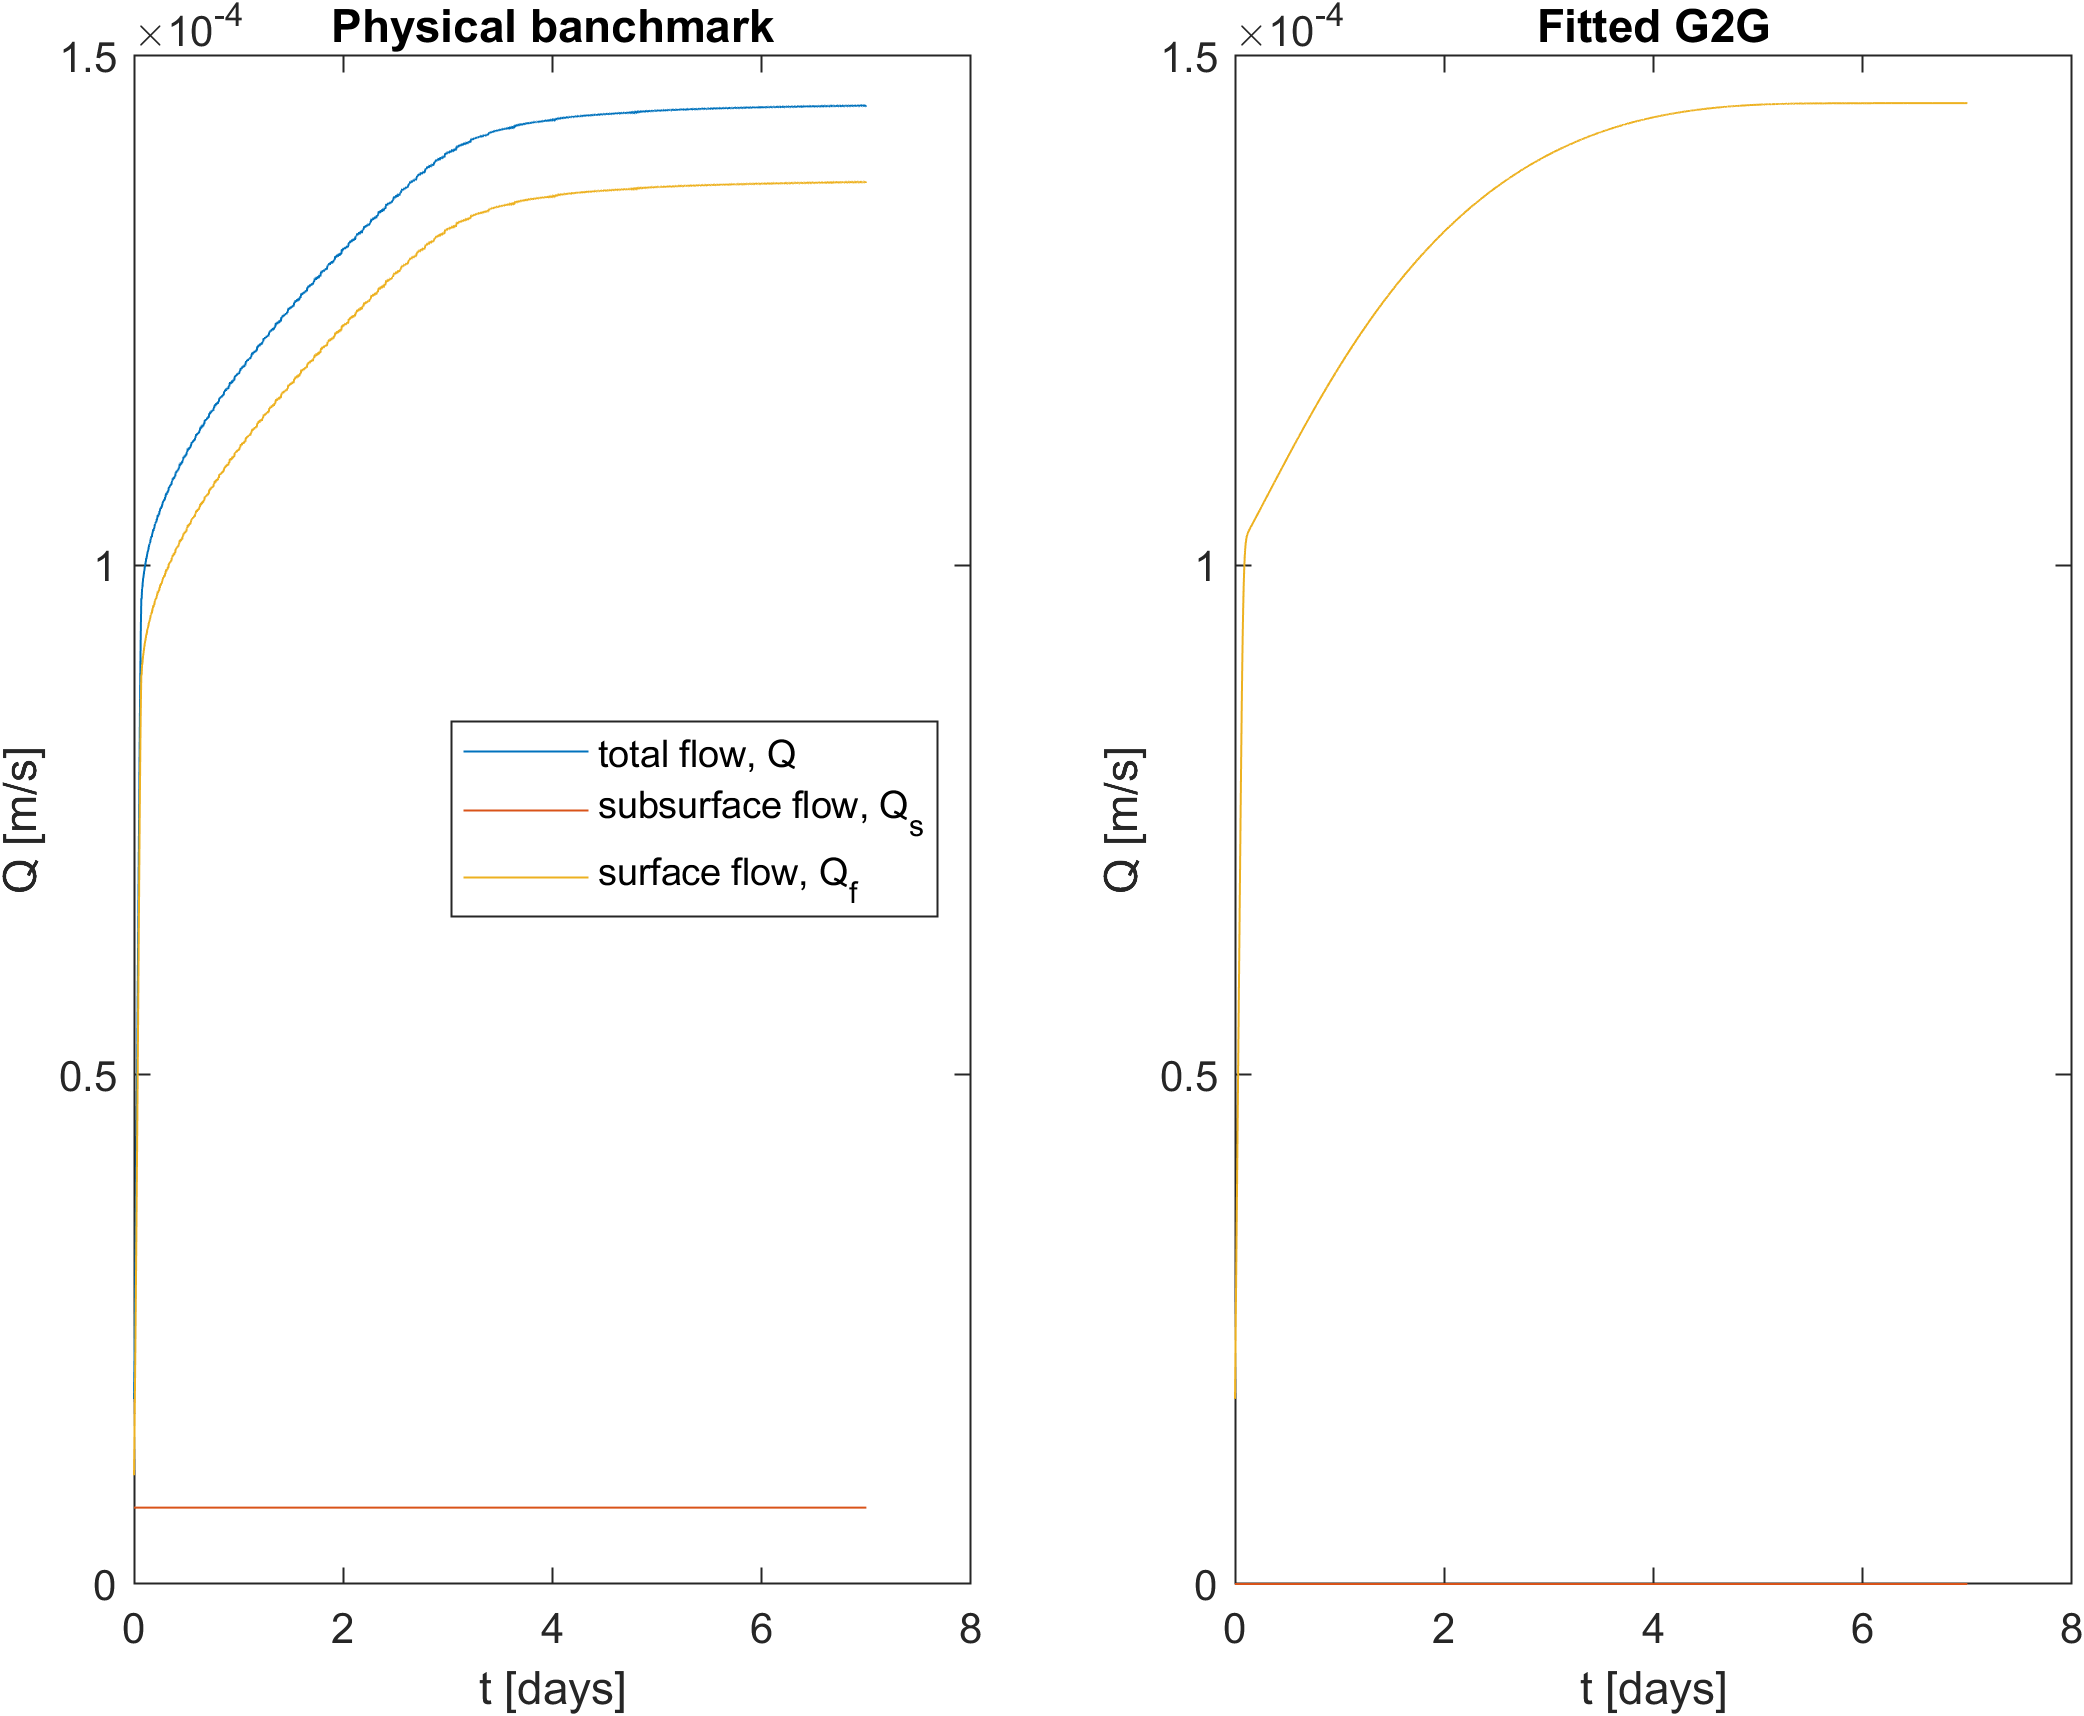 Physical banchmark
×10-4
1.5
1
0.5
0
Q [m/s]
total flow, Q
subsurface flow, Qs
surface flow, Qf
0 2 4 6 8
t [days]
Fitted G2G
×10-4
1.5
1
0.5
0
Q [m/s]
0 2 4 6 8
t [days]